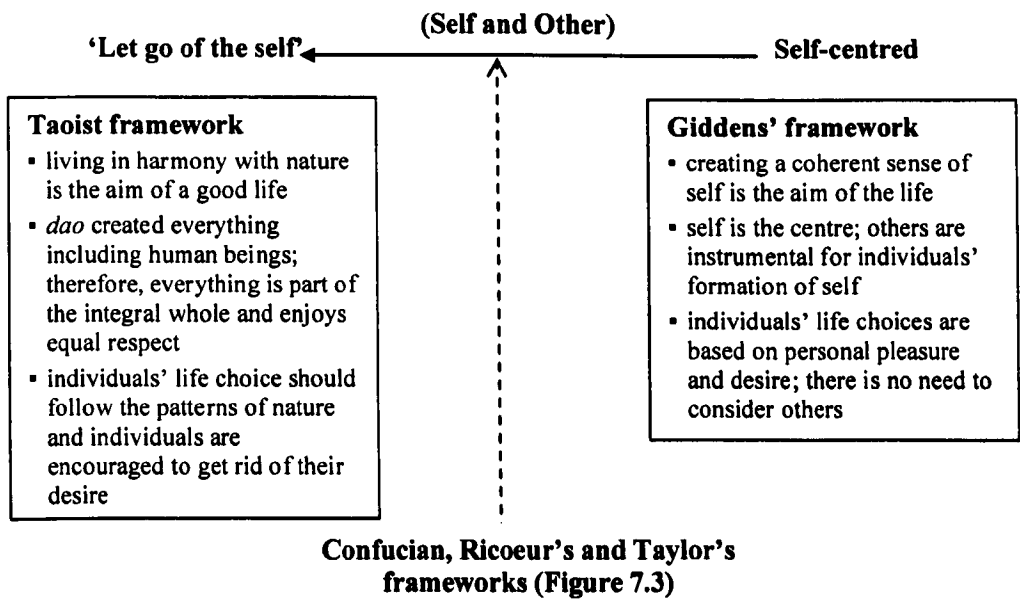 (Self and Other)
'Let go of the self'
Self-centred
Taoist framework
▪ living in harmony with nature
is the aim of a good life
▪ dao created everything
including human beings;
therefore, everything is part of
the integral whole and enjoys
equal respect
▪ individuals' life choice should
follow the patterns of nature
and individuals are
encouraged to get rid of their
desire
Giddens' framework
▪ creating a coherent sense of
self is the aim of the life
▪ self is the centre; others are
instrumental for individuals'
formation of self
▪ individuals' life choices are
based on personal pleasure
and desire; there is no need to
consider others
Confucian, Ricoeur's and Taylor's
frameworks (Figure 7.3)